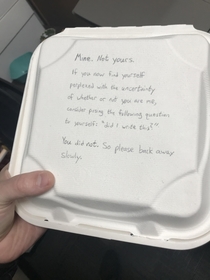 Mine. Not yours.
If you now find yourself
perplexed with the uncertainty
of whether or not you are me,
consider posing the following question
to yourself: "did I write this?"
You did not. So please back away
slowly.